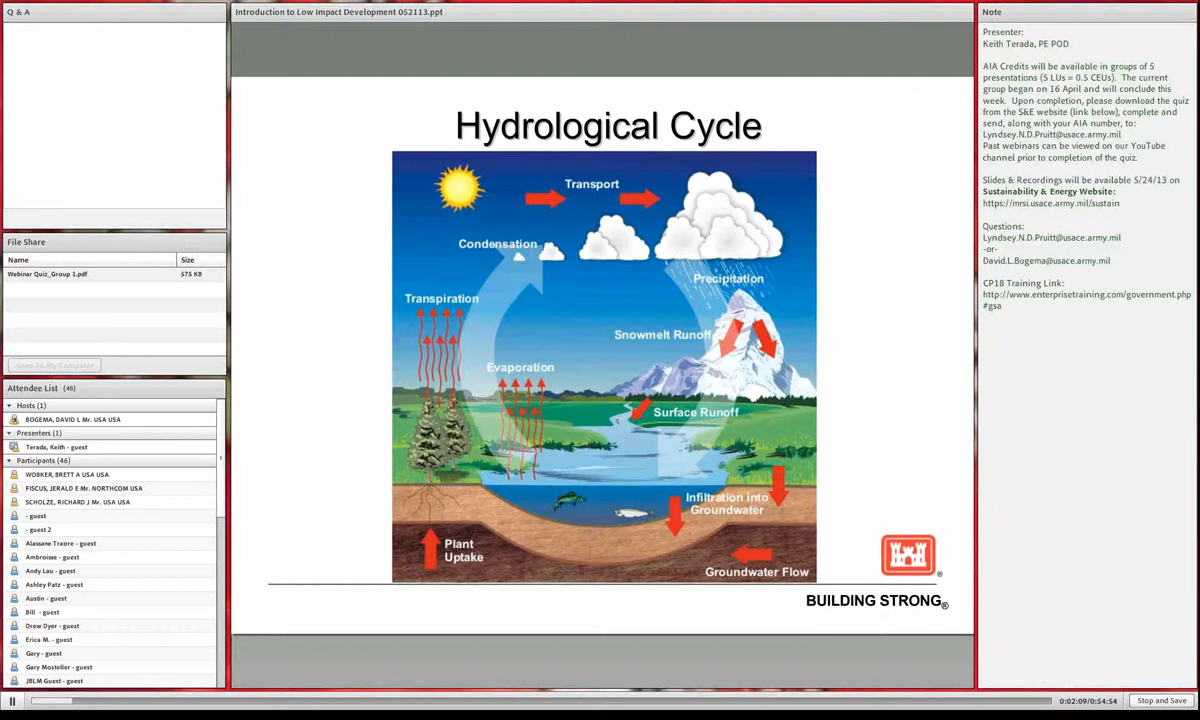 Q & A
File Share
Name Size
Webinar Quiz_Group 1.pdf 575 KB
Save To My Computer
Attendee List (48)
Hosts (1)
BOGEMA, DAVID L Mr. USA USA
Presenters (1)
Terada, Keith - guest
Participants (46)
WOBKER, BRETT A USA USA
FISCUS, JERALD E Mr. NORTHCOM USA
SCHOLZE, RICHARD J Mr. USA USA
- guest
- guest 2
Alassane Traore - guest
Ambroisse - guest
Andy Lau - guest
Ashley Patz - guest
Austin - guest
Bill - guest
Drew Dyer - guest
Erica M. - guest
Gary - guest
Gary Mosteller - guest
JBLM Guest - guest
Introduction to Low Impact Development 052113.ppt
Hydrological Cycle
Transport
Condensation
Precipitation
Transpiration
Snowmelt Runoff
Evaporation
Surface Runoff
Infiltration into
Groundwater
Plant
Uptake
Groundwater Flow
®
BUILDING STRONG®
Note
Presenter:
Keith Terada, PE POD
AIA Credits will be available in groups of 5
presentations (5 LUs = 0.5 CEUs). The current
group began on 16 April and will conclude this
week. Upon completion, please download the quiz
from the S&E website (link below), complete and
send, along with your AIA number, to:
Lyndsey.N.D.Pruitt@usace.army.mil
Past webinars can be viewed on our YouTube
channel prior to completion of the quiz.
Slides & Recordings will be available 5/24/13 on
Sustainability & Energy Website:
https://mrsi.usace.army.mil/sustain
Questions:
Lyndsey.N.D.Pruitt@usace.army.mil
-or-
David.L.Bogema@usace.army.mil
CP18 Training Link:
http://www.enterprisetraining.com/government.php
#gsa
0:02:09/0:54:54
Stop and Save